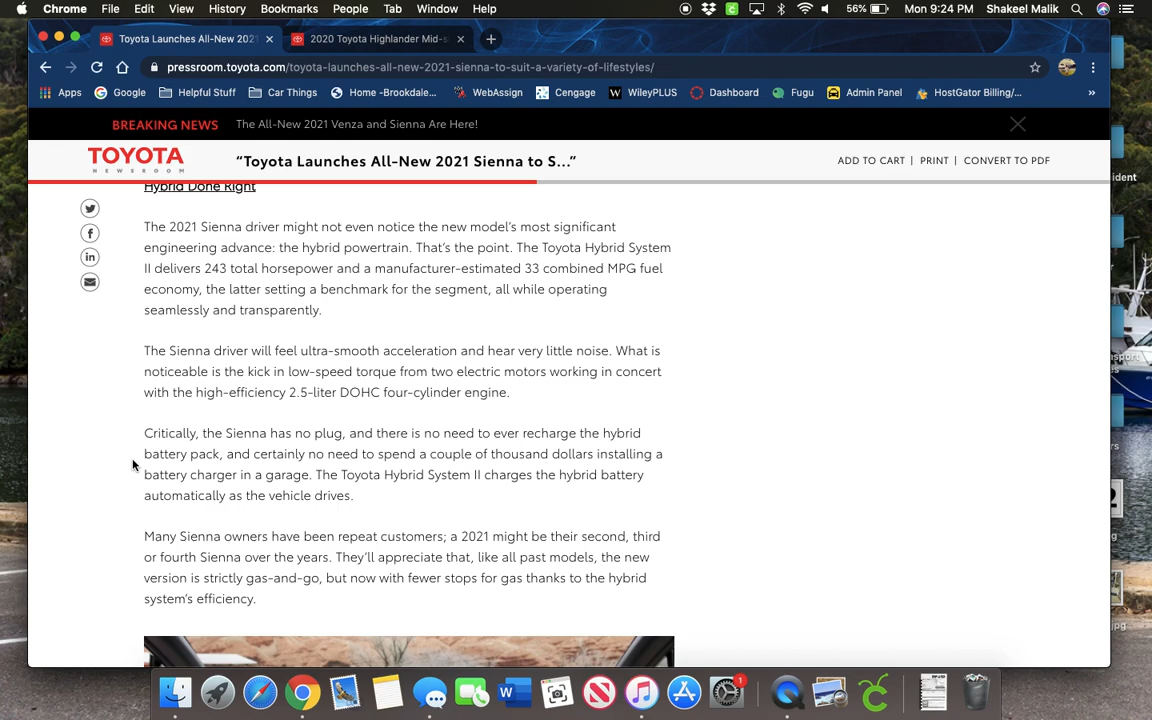 Chrome File Edit View History Bookmarks People Tab Window Help 56% Mon 9:24 PM Shakeel Malik
Toyota Launches All-New 2021 2020 Toyota Highlander Mid-s
pressroom.toyota.com/toyota-launches-all-new-2021-sienna-to-suit-a-variety-of-lifestyles/
Apps Google Helpful Stuff Car Things Home -Brookdale... WebAssign Cengage WileyPLUS Dashboard Fugu Admin Panel HostGator Billing/... »
BREAKING NEWS The All-New 2021 Venza and Sienna Are Here!
TOYOTA
NEWSROOM
“Toyota Launches All-New 2021 Sienna to S...”
ADD TO CART | PRINT | CONVERT TO PDF
Hybrid Done Right
The 2021 Sienna driver might not even notice the new model’s most significant
engineering advance: the hybrid powertrain. That’s the point. The Toyota Hybrid System
II delivers 243 total horsepower and a manufacturer-estimated 33 combined MPG fuel
economy, the latter setting a benchmark for the segment, all while operating
seamlessly and transparently.
The Sienna driver will feel ultra-smooth acceleration and hear very little noise. What is
noticeable is the kick in low-speed torque from two electric motors working in concert
with the high-efficiency 2.5-liter DOHC four-cylinder engine.
Critically, the Sienna has no plug, and there is no need to ever recharge the hybrid
battery pack, and certainly no need to spend a couple of thousand dollars installing a
battery charger in a garage. The Toyota Hybrid System II charges the hybrid battery
automatically as the vehicle drives.
Many Sienna owners have been repeat customers; a 2021 might be their second, third
or fourth Sienna over the years. They’ll appreciate that, like all past models, the new
version is strictly gas-and-go, but now with fewer stops for gas thanks to the hybrid
system’s efficiency.